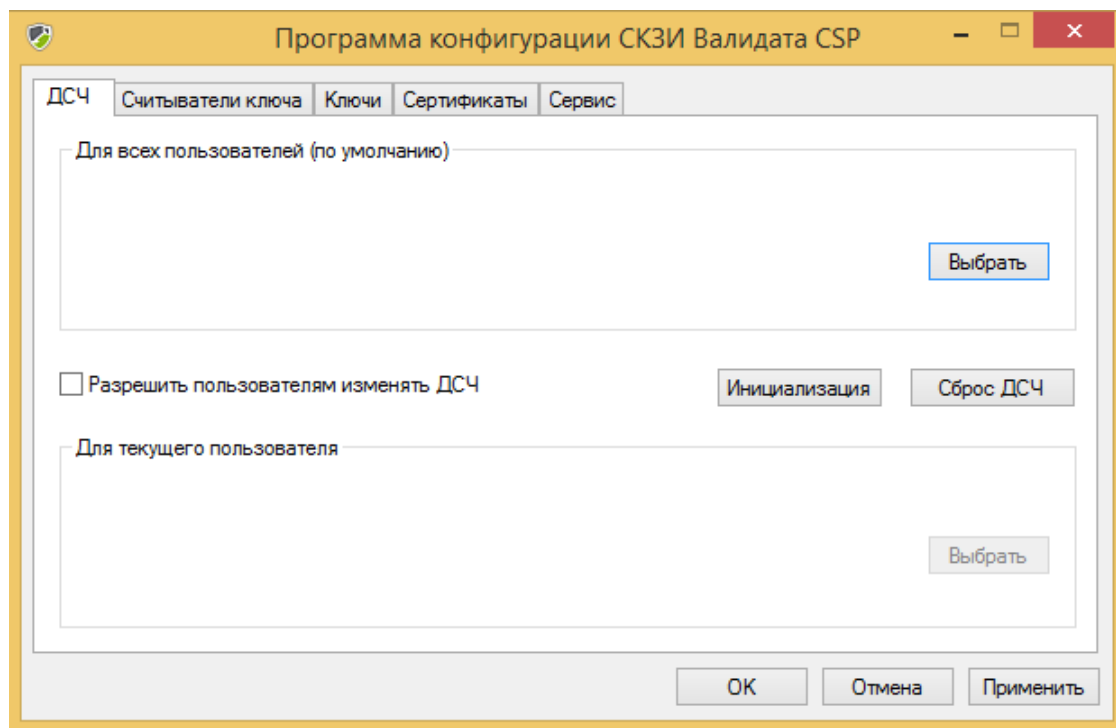 Программа конфигурации СКЗИ Валидата CSP
ДСЧ Считыватели ключа Ключи Сертификаты Сервис
Для всех пользователей (по умолчанию)
Выбрать
Разрешить пользователям изменять ДСЧ Инициализация Сброс ДСЧ
Для текущего пользователя
Выбрать
OK Отмена Применить